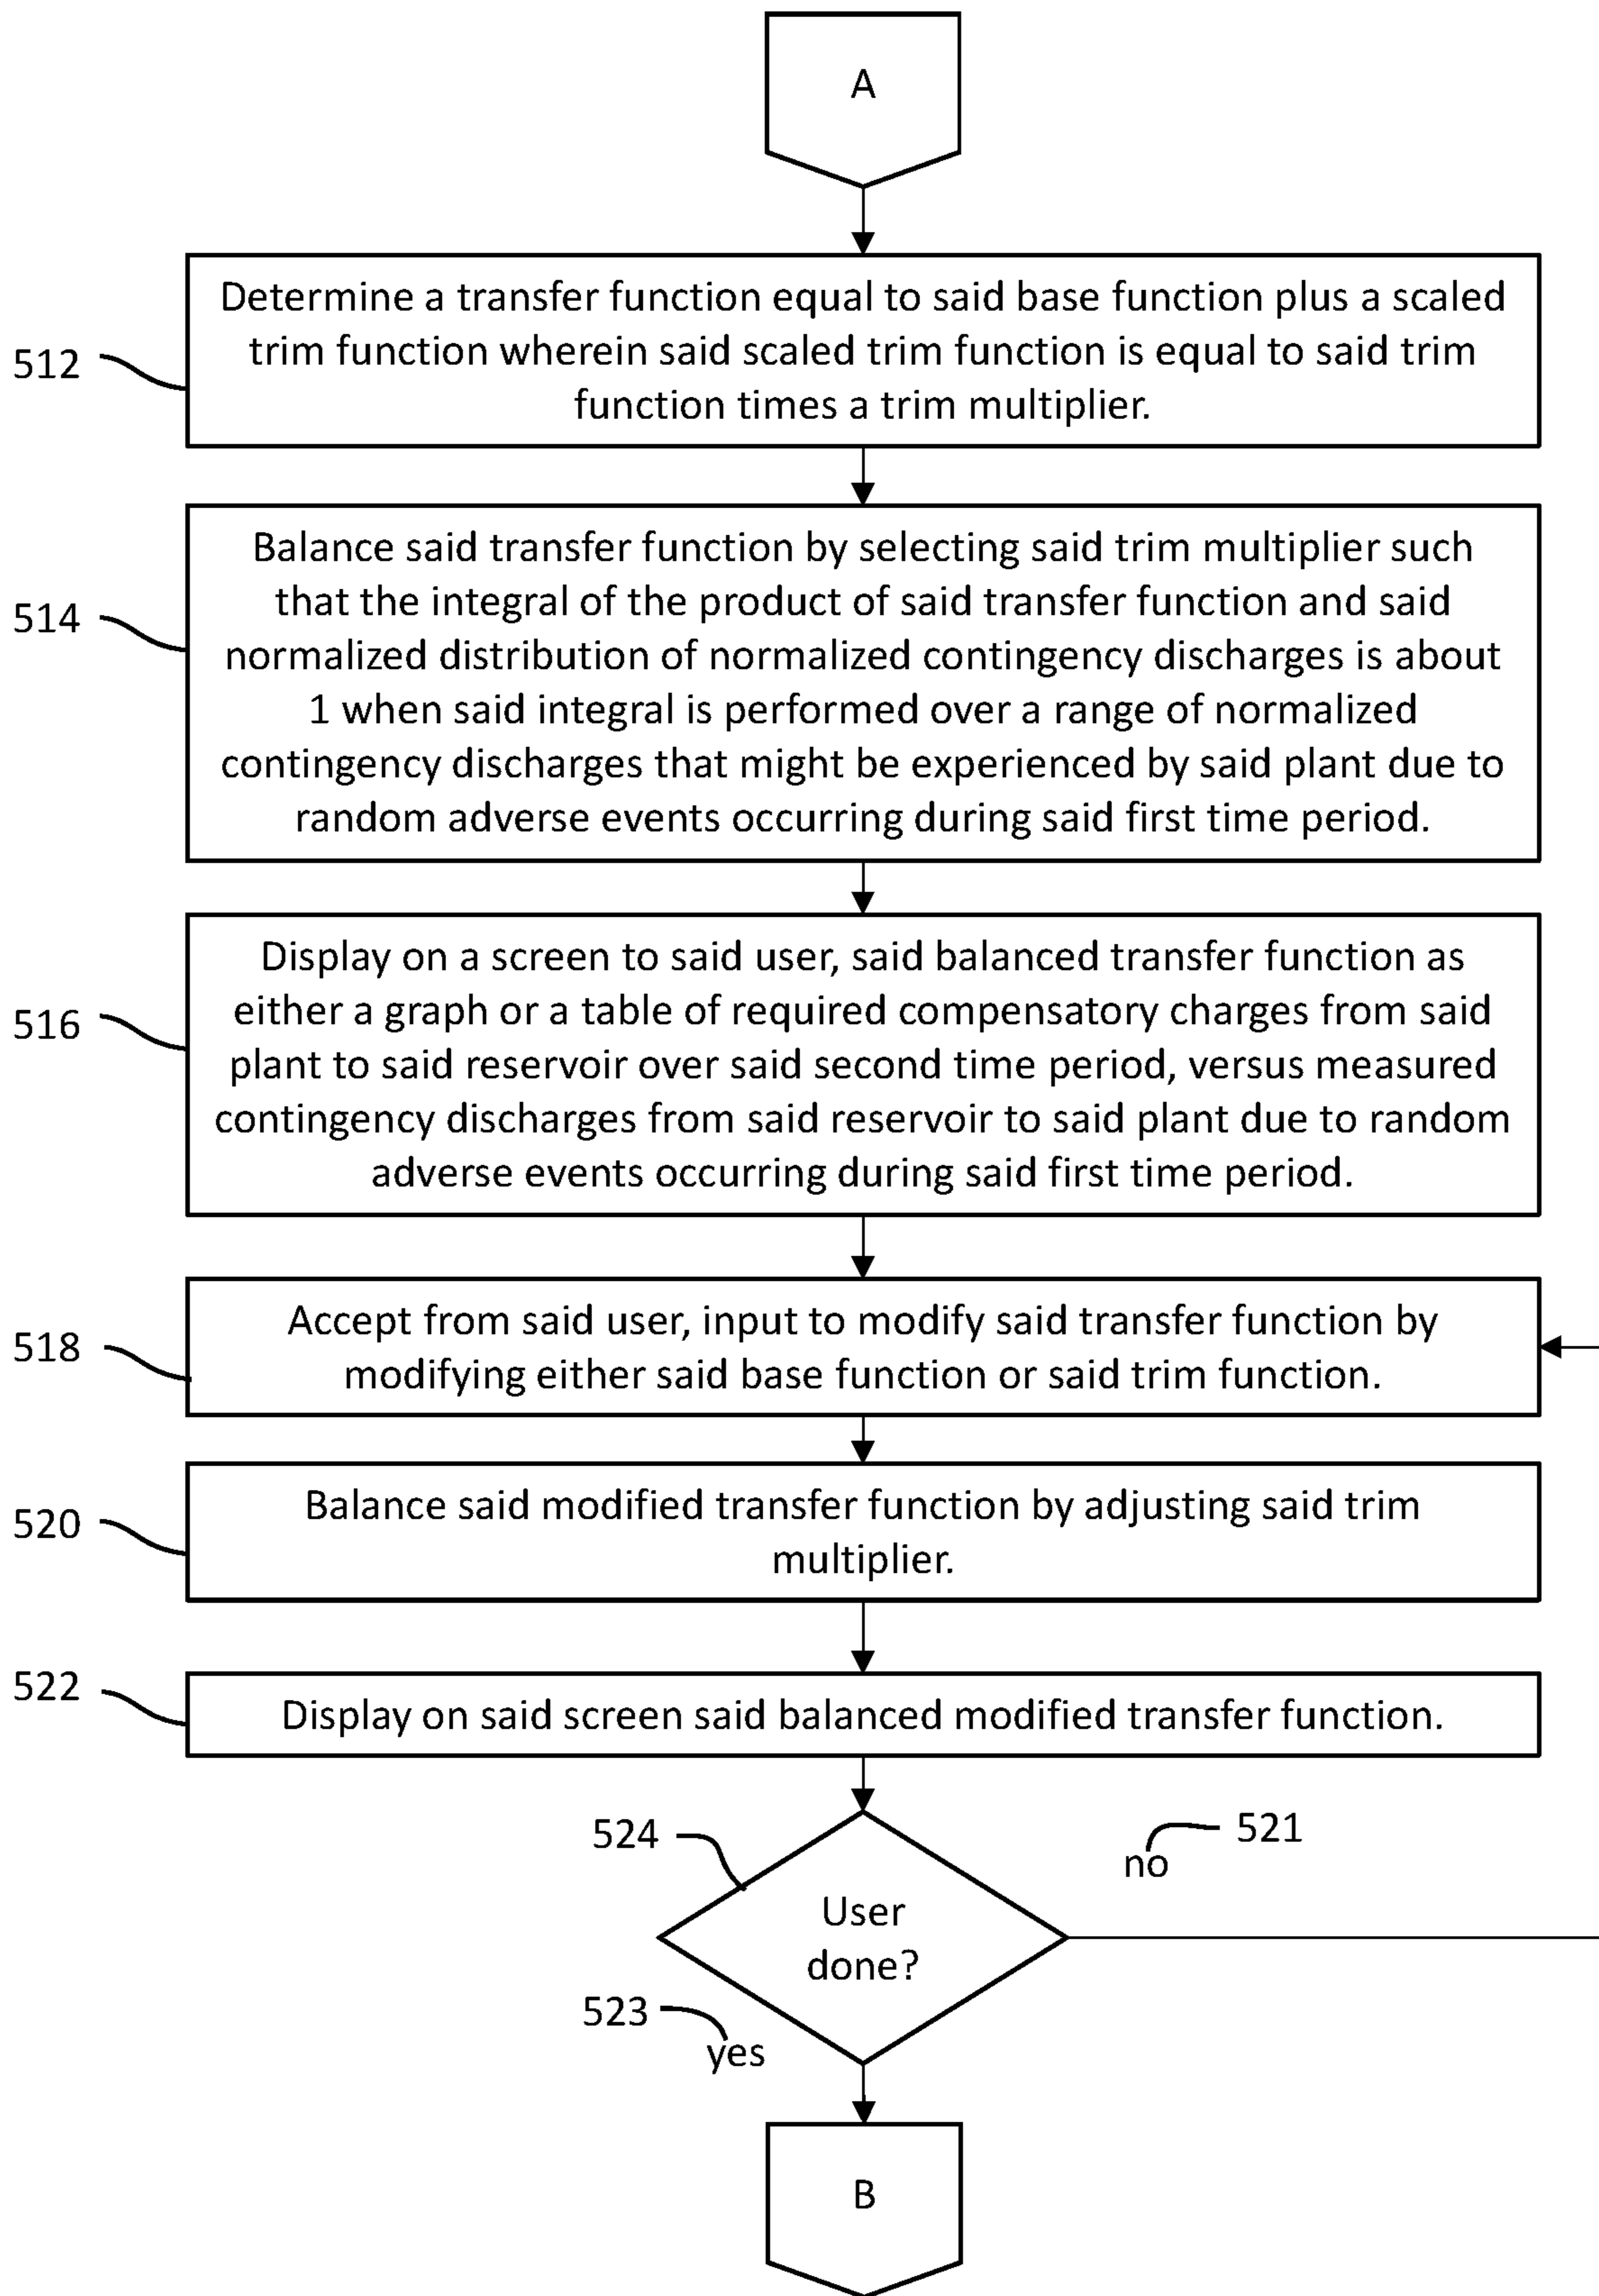 A
Determine a transfer function equal to said base function plus a scaled
trim function wherein said scaled trim function is equal to said trim
function times a trim multiplier.
512
Balance said transfer function by selecting said trim multiplier such
that the integral of the product of said transfer function and said
normalized distribution of normalized contingency discharges is about
1 when said integral is performed over a range of normalized
contingency discharges that might be experienced by said plant due to
random adverse events occurring during said first time period.
514
Display on a screen to said user, said balanced transfer function as
either a graph or a table of required compensatory charges from said
plant to said reservoir over said second time period, versus measured
contingency discharges from said reservoir to said plant due to random
adverse events occurring during said first time period.
516
Accept from said user, input to modify said transfer function by
modifying either said base function or said trim function.
518
Balance said modified transfer function by adjusting said trim
multiplier.
520
522
Display on said screen said balanced modified transfer function.
524
521
no
User
done?
523
yes
B